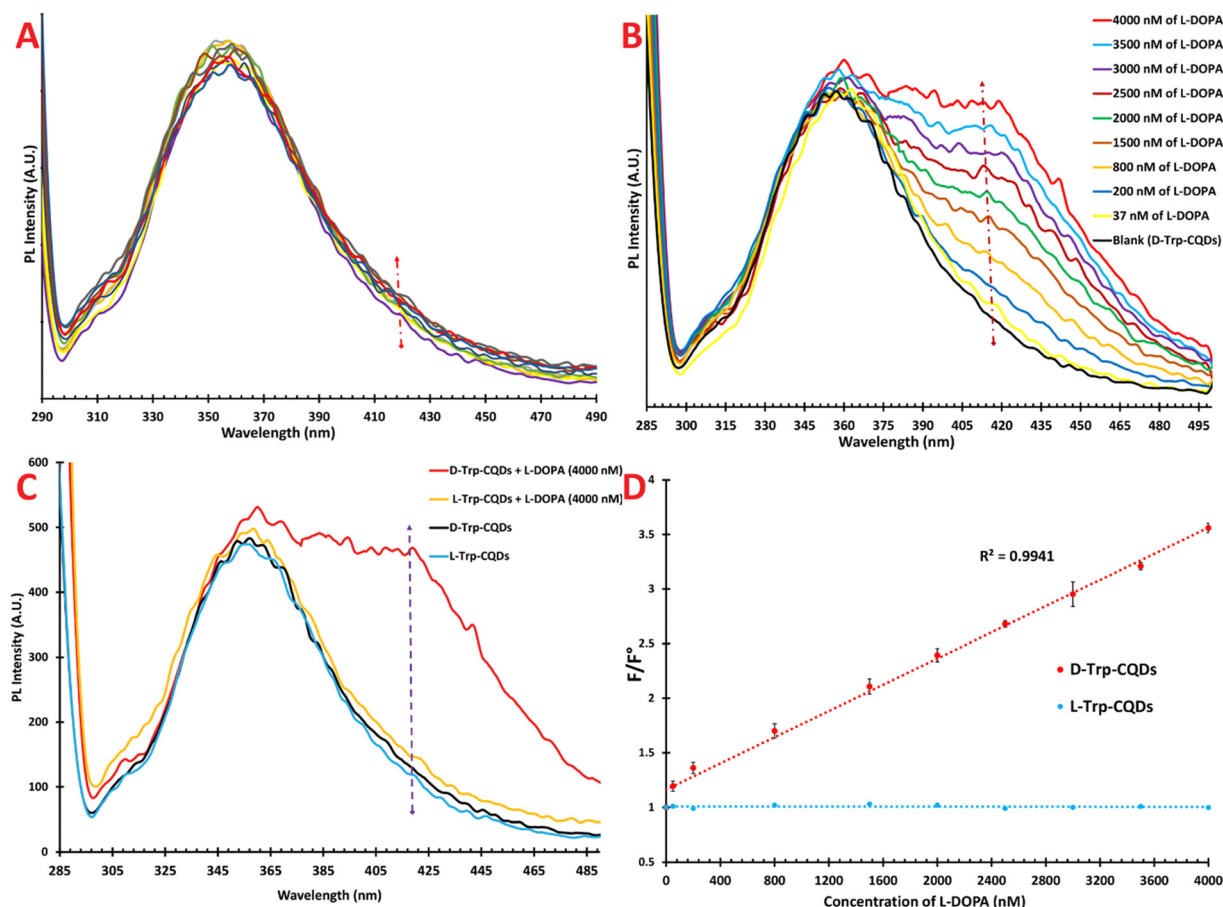 A
PL Intensity (A.U.)
290 310 330 350 370 390 410 430 450 470 490
Wavelength (nm)
B
PL Intensity (A.U.)
4000 nM of L-DOPA
3500 nM of L-DOPA
3000 nM of L-DOPA
2500 nM of L-DOPA
2000 nM of L-DOPA
1500 nM of L-DOPA
800 nM of L-DOPA
200 nM of L-DOPA
37 nM of L-DOPA
Blank (D-Trp-CQDs)
285 300 315 330 345 360 375 390 405 420 435 450 465 480 495
Wavelength (nm)
C
PL Intensity (A.U.)
600
500
400
300
200
100
0
D-Trp-CQDs + L-DOPA (4000 nM)
L-Trp-CQDs + L-DOPA (4000 nM)
D-Trp-CQDs
L-Trp-CQDs
285 305 325 345 365 385 405 425 445 465 485
Wavelength (nm)
D
F/F°
4
3.5
3
2.5
2
1.5
1
0.5
R² = 0.9941
D-Trp-CQDs
L-Trp-CQDs
0 400 800 1200 1600 2000 2400 2800 3200 3600 4000
Concentration of L-DOPA (nM)